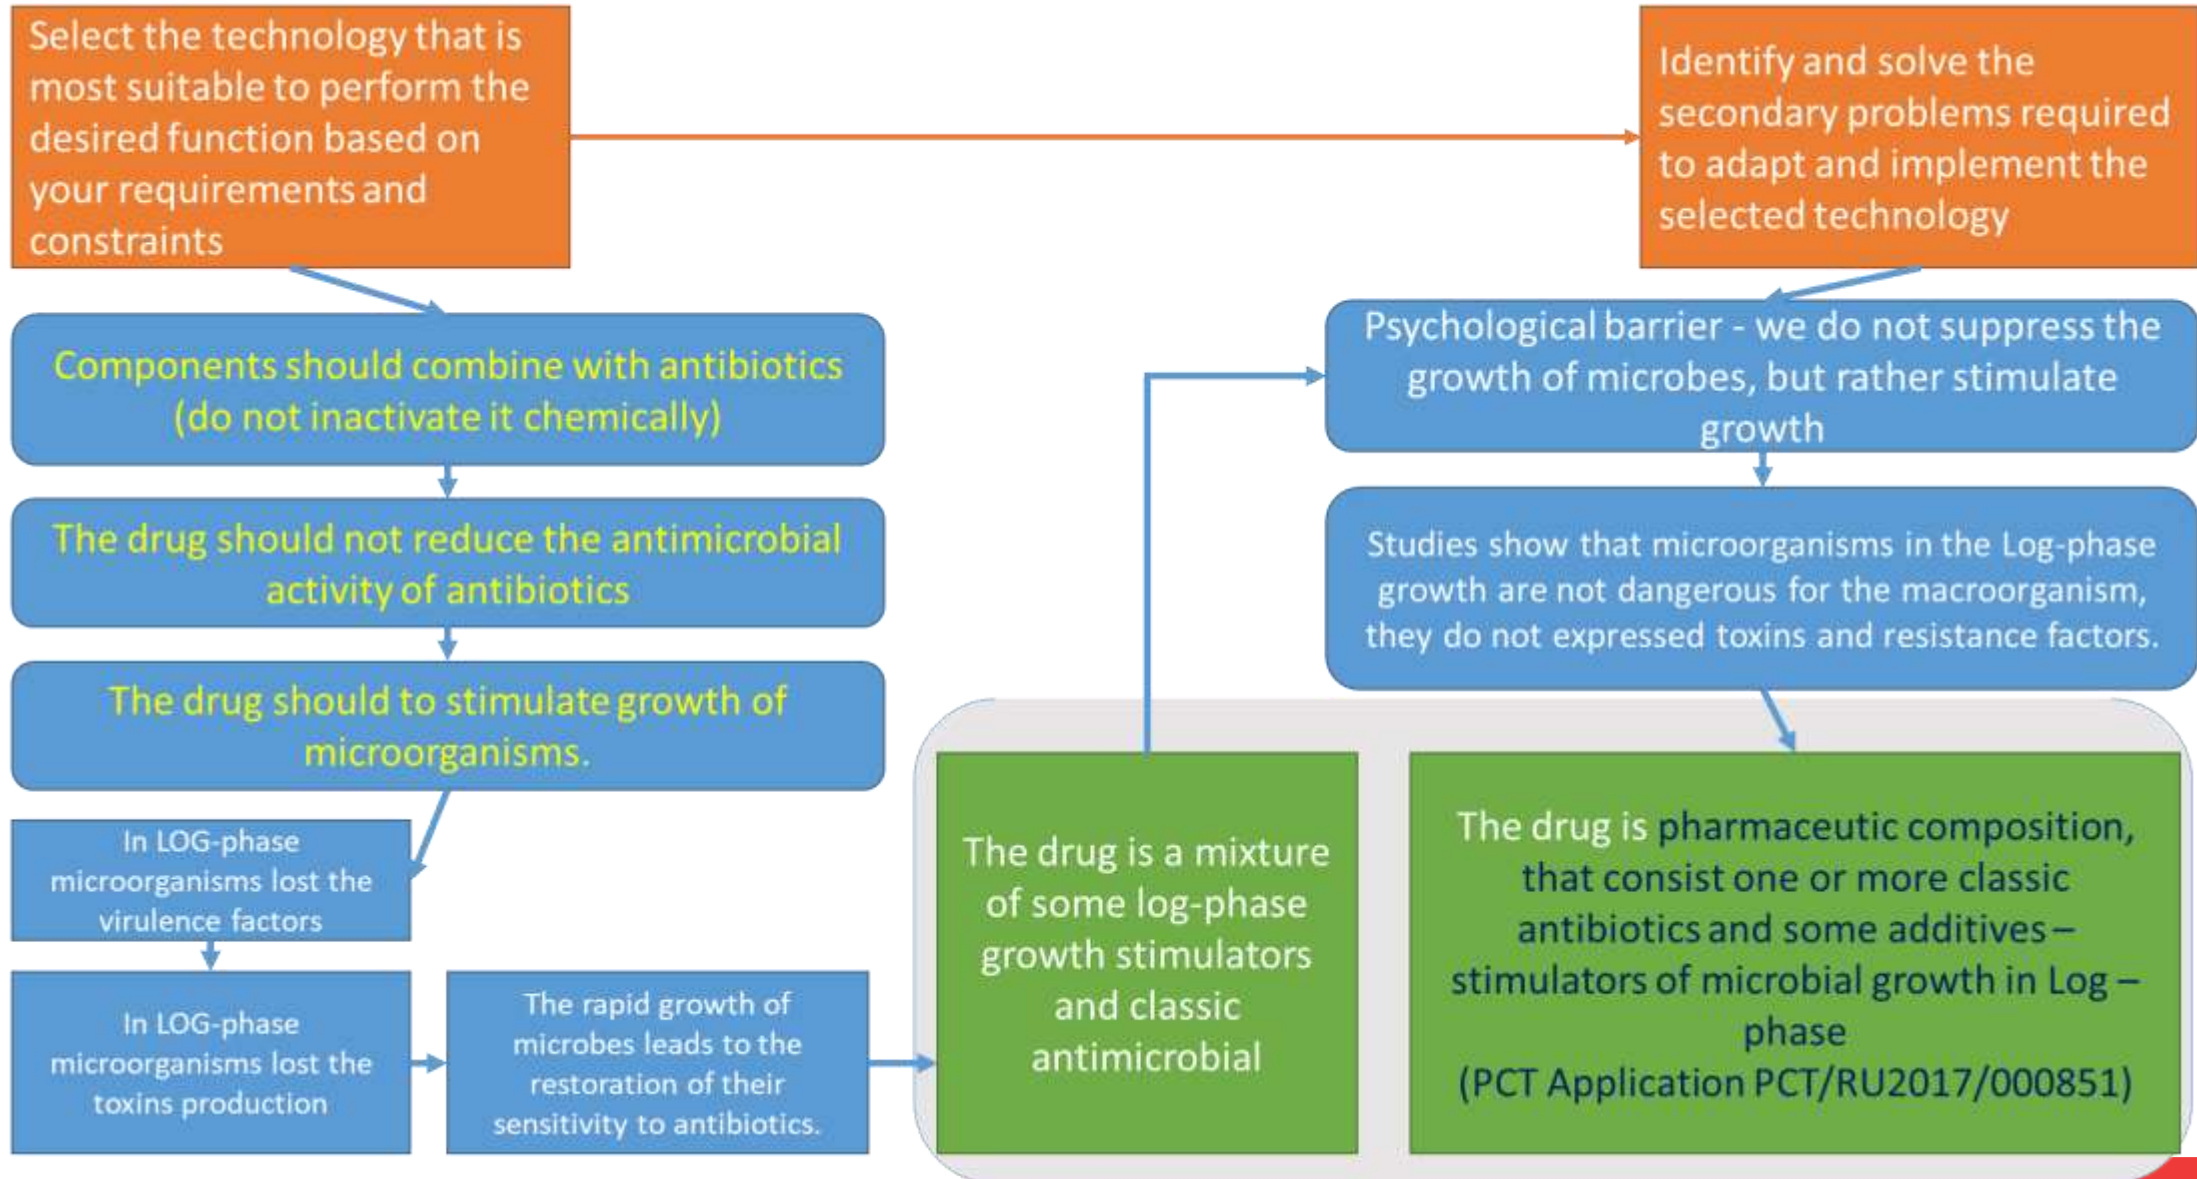 Select the technology that is
most suitable to perform the
desired function based on
your requirements and
constraints
Identify and solve the
secondary problems required
to adapt and implement the
selected technology
Components should combine with antibiotics
(do not inactivate it chemically)
The drug should not reduce the antimicrobial
activity of antibiotics
The drug should to stimulate growth of
microorganisms.
In LOG-phase
microorganisms lost the
virulence factors
In LOG-phase
microorganisms lost the
toxins production
The rapid growth of
microbes leads to the
restoration of their
sensitivity to antibiotics.
The drug is a mixture
of some log-phase
growth stimulators
and classic
antimicrobial
Psychological barrier - we do not suppress the
growth of microbes, but rather stimulate
growth
Studies show that microorganisms in the Log-phase
growth are not dangerous for the macroorganism,
they do not expressed toxins and resistance factors.
The drug is pharmaceutic composition,
that consist one or more classic
antibiotics and some additives –
stimulators of microbial growth in Log –
phase
(PCT Application PCT/RU2017/000851)